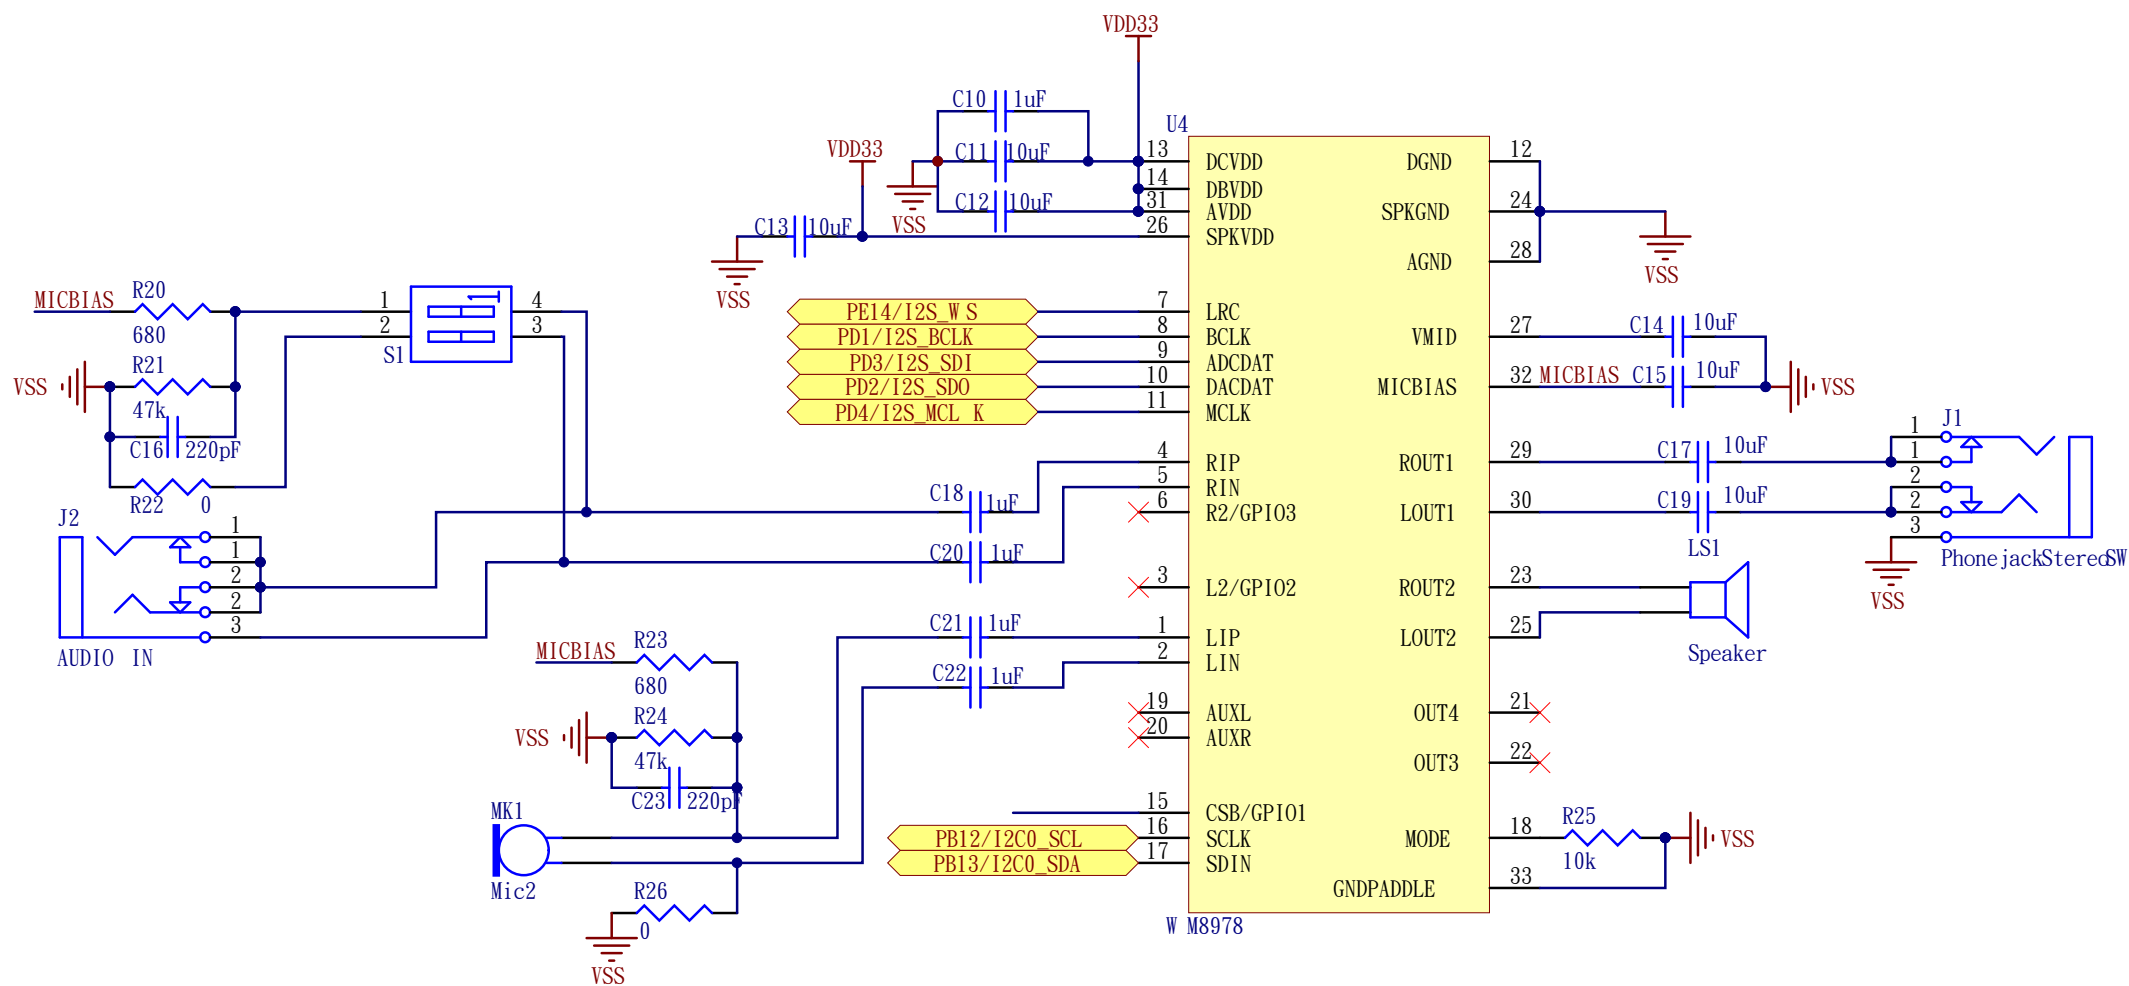 VDD33
C10 1uF
U4
VDD33
C11 10uF
13 DCVDD
DGND 12
14 DBVDD
C12 10uF
31 AVDD
SPKGND 24
VSS
C13 10uF
26 SPKVDD
AGND 28
VSS
VSS
MICBIAS
R20
680
1
2
4
3
S1
R21
47k
VSS
C16 220pF
R22 0
PE14/I2S_W S
7 LRC
PD1/I2S_BCLK
8 BCLK
VMID 27
C14 10uF
PD3/I2S_SDI
9 ADCDAT
PD2/I2S_SDO
10 DACDAT
MICBIAS 32 MICBIAS C15 10uF
VSS
PD4/I2S_MCL K
11 MCLK
J1
4 RIP
ROUT1 29
C17 10uF
1
1
2
2
3
5 RIN
C18 1uF
6 R2/GPIO3
LOUT1 30
C19 10uF
PhonejackStereoSW
VSS
J2
1
1
2
2
3
AUDIO IN
C20 1uF
LS1
3 L2/GPIO2
ROUT2 23
C21 1uF
1 LIP
LOUT2 25
Speaker
MICBIAS
R23
680
C22 1uF
2 LIN
R24
47k
VSS
19 AUXL
OUT4 21
20 AUXR
OUT3 22
C23 220pF
MK1
Mic2
15 CSB/GPIO1
PB12/I2C0_SCL
16 SCLK
MODE 18
R25
10k
VSS
PB13/I2C0_SDA
17 SDIN
GNDPADDLE 33
R26
0
VSS
W M8978